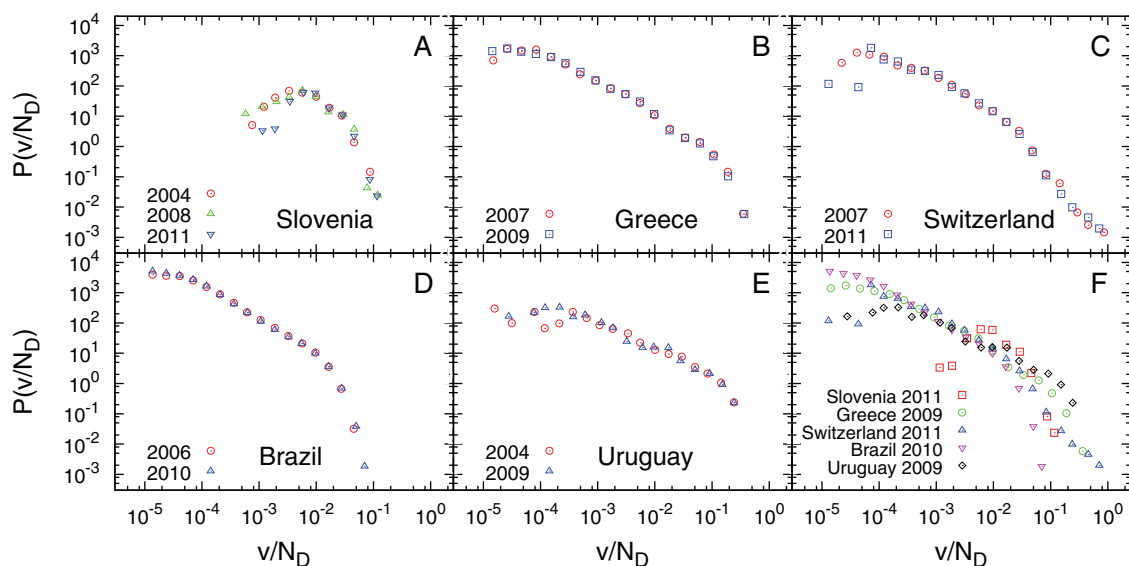 A
B
C
P(v/N_D)
10^4
10^3
10^2
10^1
10^0
10^-1
10^-2
10^-3
2004
2008
2011
Slovenia
2007
2009
Greece
2007
2011
Switzerland
D
E
F
P(v/N_D)
10^4
10^3
10^2
10^1
10^0
10^-1
10^-2
10^-3
2006
2010
Brazil
2004
2009
Uruguay
Slovenia 2011
Greece 2009
Switzerland 2011
Brazil 2010
Uruguay 2009
10^-5 10^-4 10^-3 10^-2 10^-1 10^0
10^-5 10^-4 10^-3 10^-2 10^-1 10^0
10^-5 10^-4 10^-3 10^-2 10^-1 10^0
v/N_D
v/N_D
v/N_D